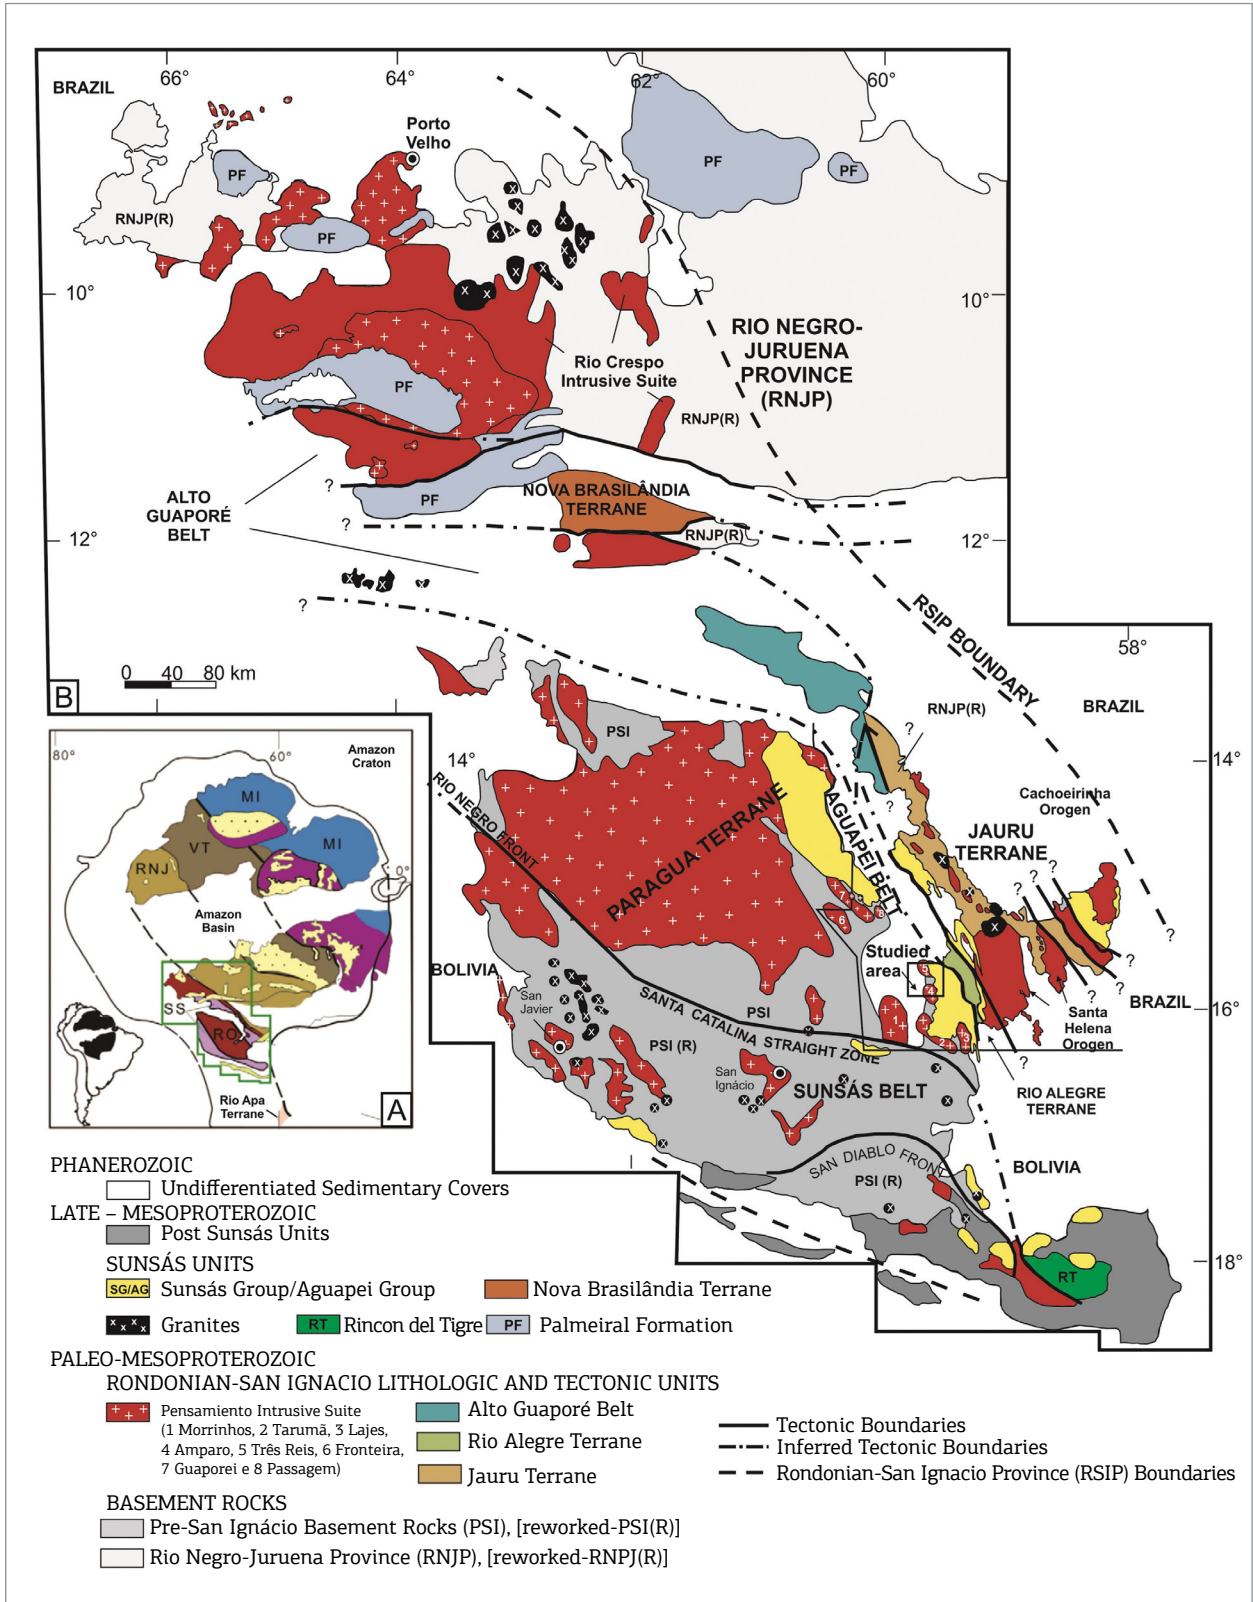 66°
64°
62°
60°
BRAZIL
Porto
Velho
PF
PF
PF
RNJP(R)
PF
10°
10°
RIO NEGRO-
JURUENA
PROVINCE
(RNJP)
Rio Crespo
Intrusive Suite
PF
RNJP(R)
?
ALTO
GUAPORÉ
BELT
PF
NOVA BRASILÂNDIA
TERRANE
?
RNJP(R)
12°
12°
?
RSIP BOUNDARY
58°
0 40 80 km
B
RNJP(R)
?
BRAZIL
PSI
14°
14°
80°
60°
Amazon
Craton
MI
VT
MI
RNJ
0°
Amazon
Basin
SS
RO
Rio Apa
Terrane
A
RIO NEGRO FRONT
PARAGUA TERRANE
AGUAPEI BELT
?
Cachoeirinha
Orogen
JAURU
TERRANE
?
?
?
7
8
6
?
BOLIVIA
Studied
area
5
4
?
?
BRAZIL
San
Javier
SANTA CATALINA STRAIGHT ZONE
PSI
1
16°
Santa
Helena
Orogen
PSI (R)
2
3
?
San
Ignácio
SUNSÁS BELT
RIO ALEGRE
TERRANE
SAN DIABLO FRONT
BOLIVIA
PSI (R)
18°
RT
PHANEROZOIC
Undifferentiated Sedimentary Covers
LATE – MESOPROTEROZOIC
Post Sunsás Units
SUNSÁS UNITS
SG/AG Sunsás Group/Aguapei Group
Nova Brasilândia Terrane
x x x x Granites
RT Rincon del Tigre
PF Palmeiral Formation
PALEO-MESOPROTEROZOIC
RONDONIAN-SAN IGNACIO LITHOLOGIC AND TECTONIC UNITS
Pensamiento Intrusive Suite
(1 Morrinhos, 2 Tarumã, 3 Lajes,
4 Amparo, 5 Três Reis, 6 Fronteira,
7 Guaporei e 8 Passagem)
Alto Guaporé Belt
Rio Alegre Terrane
Jauru Terrane
Tectonic Boundaries
Inferred Tectonic Boundaries
Rondonian-San Ignacio Province (RSIP) Boundaries
BASEMENT ROCKS
Pre-San Ignácio Basement Rocks (PSI), [reworked-PSI(R)]
Rio Negro-Juruena Province (RNJP), [reworked-RNPJ(R)]